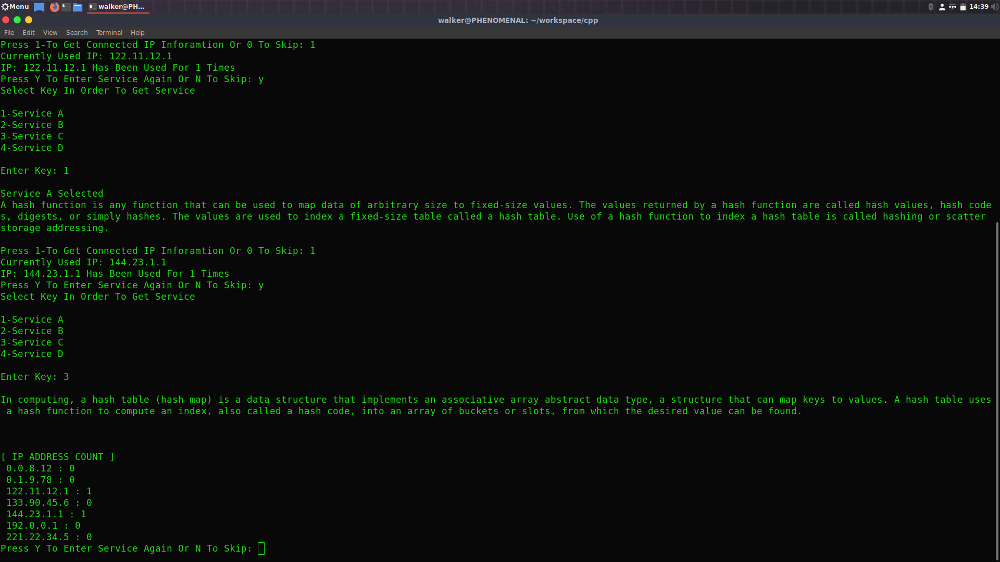 Menu
$-
$- walker@PH...
14:39
walker@PHENOMENAL: ~/workspace/cpp
File Edit View Search Terminal Help
Press 1-To Get Connected IP Inforamtion Or 0 To Skip: 1
Currently Used IP: 122.11.12.1
IP: 122.11.12.1 Has Been Used For 1 Times
Press Y To Enter Service Again Or N To Skip: y
Select Key In Order To Get Service
1-Service A
2-Service B
3-Service C
4-Service D
Enter Key: 1
Service A Selected
A hash function is any function that can be used to map data of arbitrary size to fixed-size values. The values returned by a hash function are called hash values, hash code
s, digests, or simply hashes. The values are used to index a fixed-size table called a hash table. Use of a hash function to index a hash table is called hashing or scatter
storage addressing.
Press 1-To Get Connected IP Inforamtion Or 0 To Skip: 1
Currently Used IP: 144.23.1.1
IP: 144.23.1.1 Has Been Used For 1 Times
Press Y To Enter Service Again Or N To Skip: y
Select Key In Order To Get Service
1-Service A
2-Service B
3-Service C
4-Service D
Enter Key: 3
In computing, a hash table (hash map) is a data structure that implements an associative array abstract data type, a structure that can map keys to values. A hash table uses
a hash function to compute an index, also called a hash code, into an array of buckets or slots, from which the desired value can be found.
[ IP ADDRESS COUNT ]
0.0.8.12 : 0
0.1.9.78 : 0
122.11.12.1 : 1
133.90.45.6 : 0
144.23.1.1 : 1
192.0.0.1 : 0
221.22.34.5 : 0
Press Y To Enter Service Again Or N To Skip: